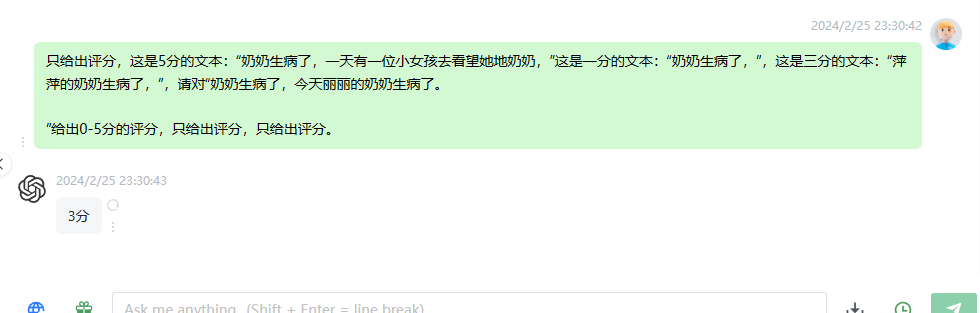 2024/2/25 23:30:42
只给出评分，这是5分的文本：“奶奶生病了，一天有一位小女孩去看望她地奶奶，”这是一分的文本：“奶奶生病了，”，这是三分的文本：“萍
萍的奶奶生病了，”，请对“奶奶生病了，今天丽丽的奶奶生病了。
”给出0-5分的评分，只给出评分，只给出评分。
2024/2/25 23:30:43
3分
Ask me anything...(Shift + Enter = line break)